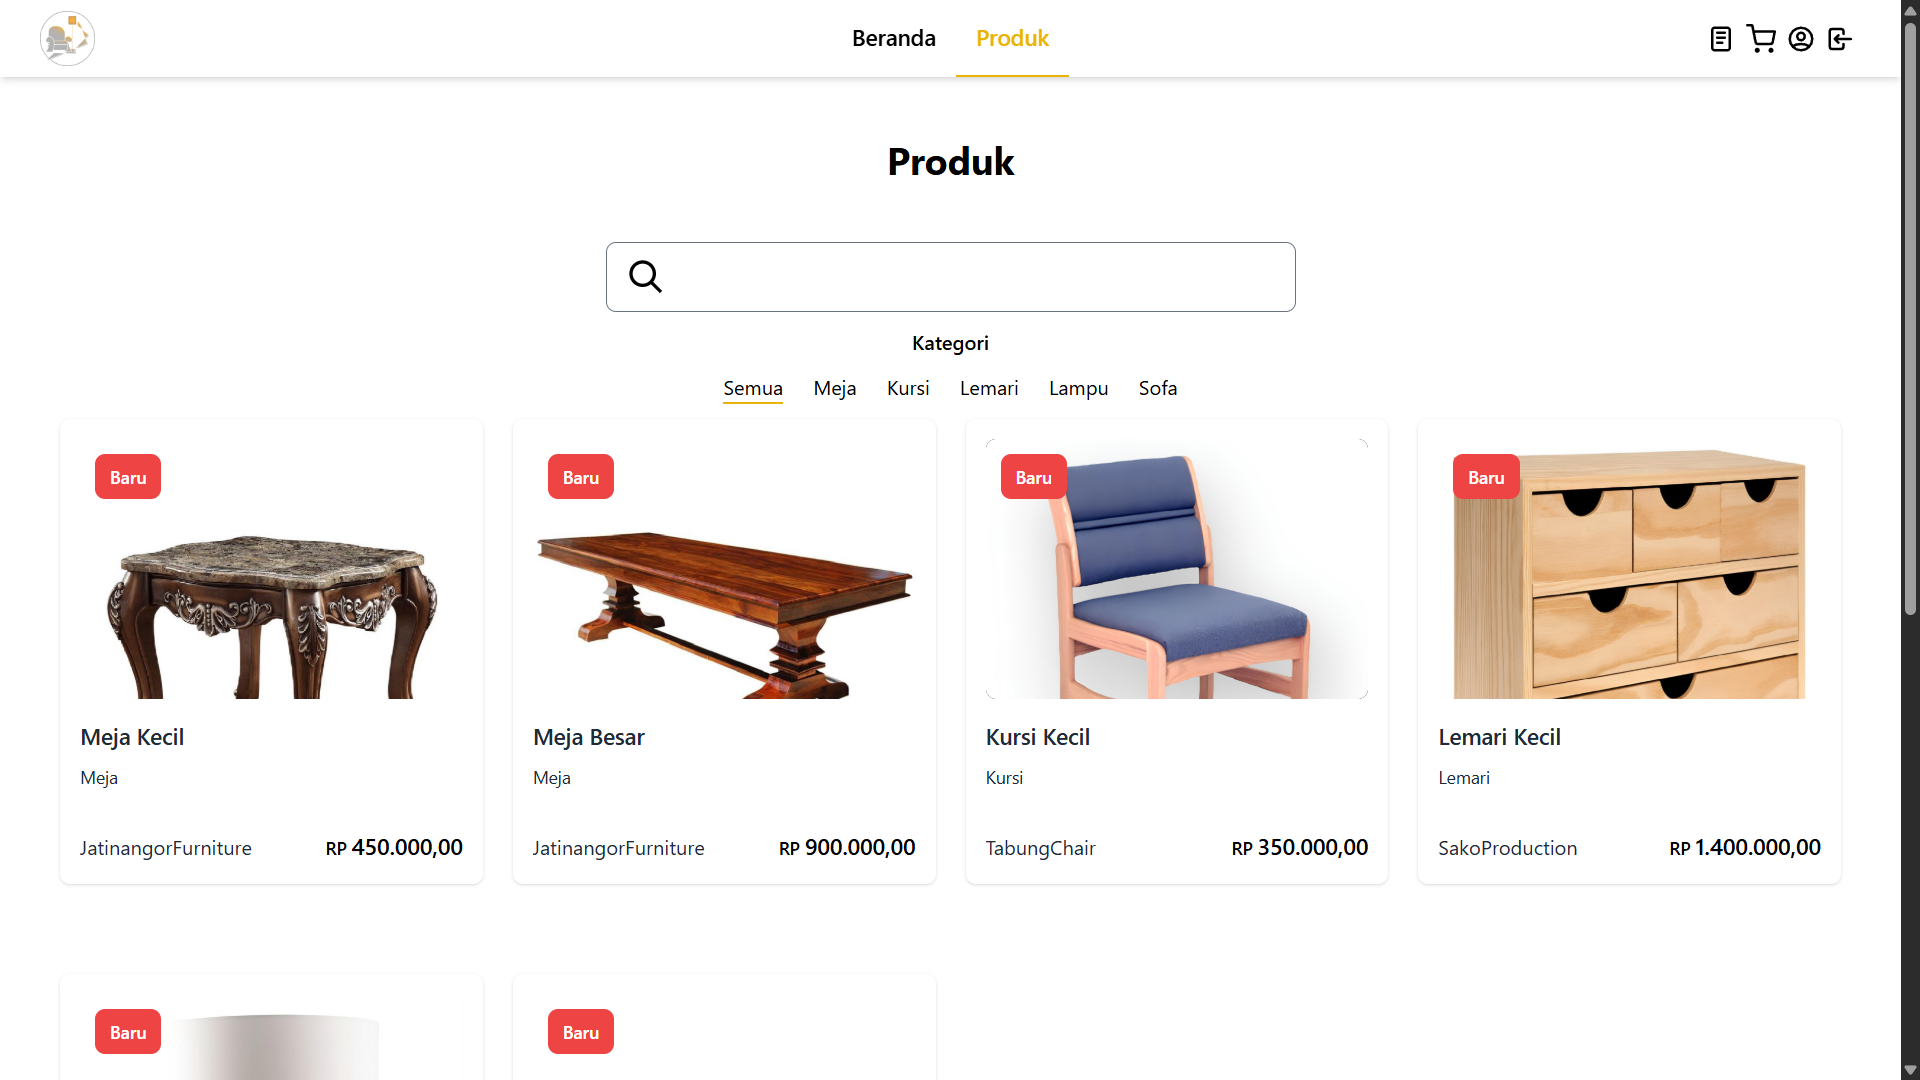 Beranda Produk
Produk
Kategori
Semua Meja Kursi Lemari Lampu Sofa
Baru Baru Baru Baru
Meja Kecil Meja Besar Kursi Kecil Lemari Kecil
Meja Meja Kursi Lemari
JatinangorFurniture RP 450.000,00 JatinangorFurniture RP 900.000,00 TabungChair RP 350.000,00 SakoProduction RP 1.400.000,00
Baru Baru